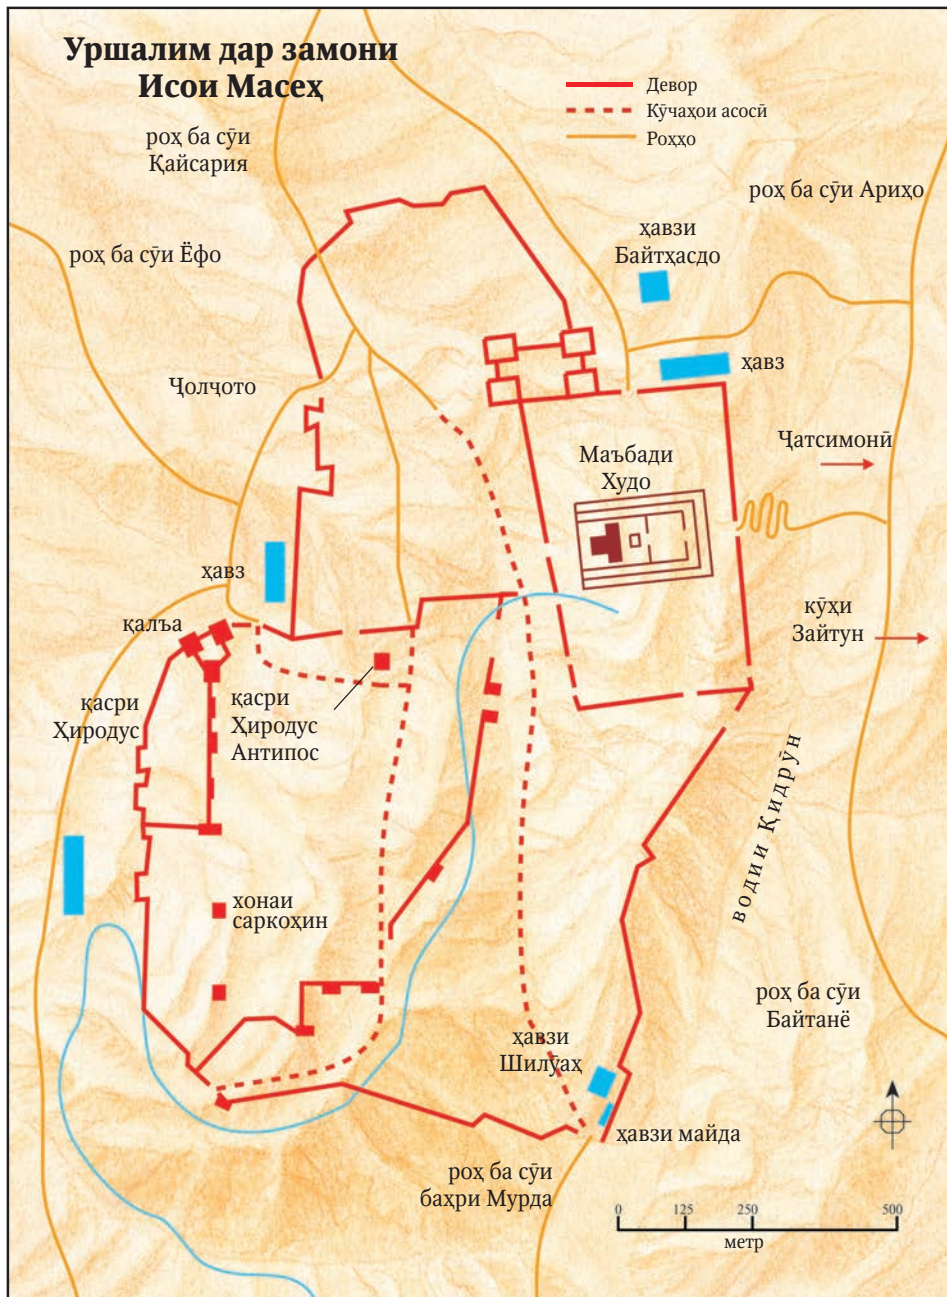 Уршалим дар замони
Исои Масеҳ
Девор
Кӯчаҳои асосӣ
Роҳҳо
роҳ ба сӯи
Қайсария
роҳ ба сӯи Ариҳо
роҳ ба сӯи Ёфо
ҳавзи
Байтҳасдо
ҳавз
Ҷолҷото
Ҷатсимонӣ
Маъбади
Худо
ҳавз
қалъа
кӯҳи
Зайтун
қасри
Ҳиродус
қасри
Ҳиродус
Антипос
водии Қидрӯн
хонаи
саркоҳин
роҳ ба сӯи
Байтанё
ҳавзи
Шилӯаҳ
ҳавзи майда
роҳ ба сӯи
баҳри Мурда
0 125 250 500
метр